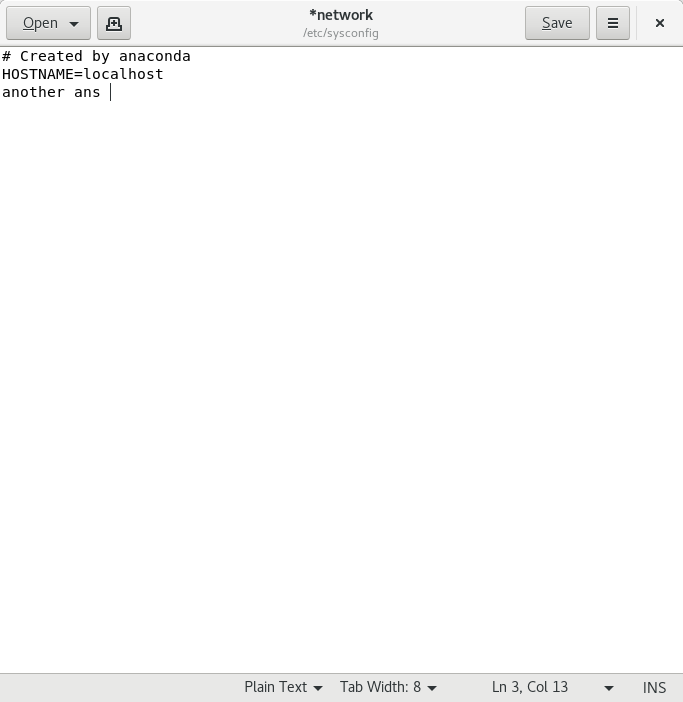 Open
*network
/etc/sysconfig
Save
# Created by anaconda
HOSTNAME=localhost
another ans
Plain Text
Tab Width: 8
Ln 3, Col 13
INS